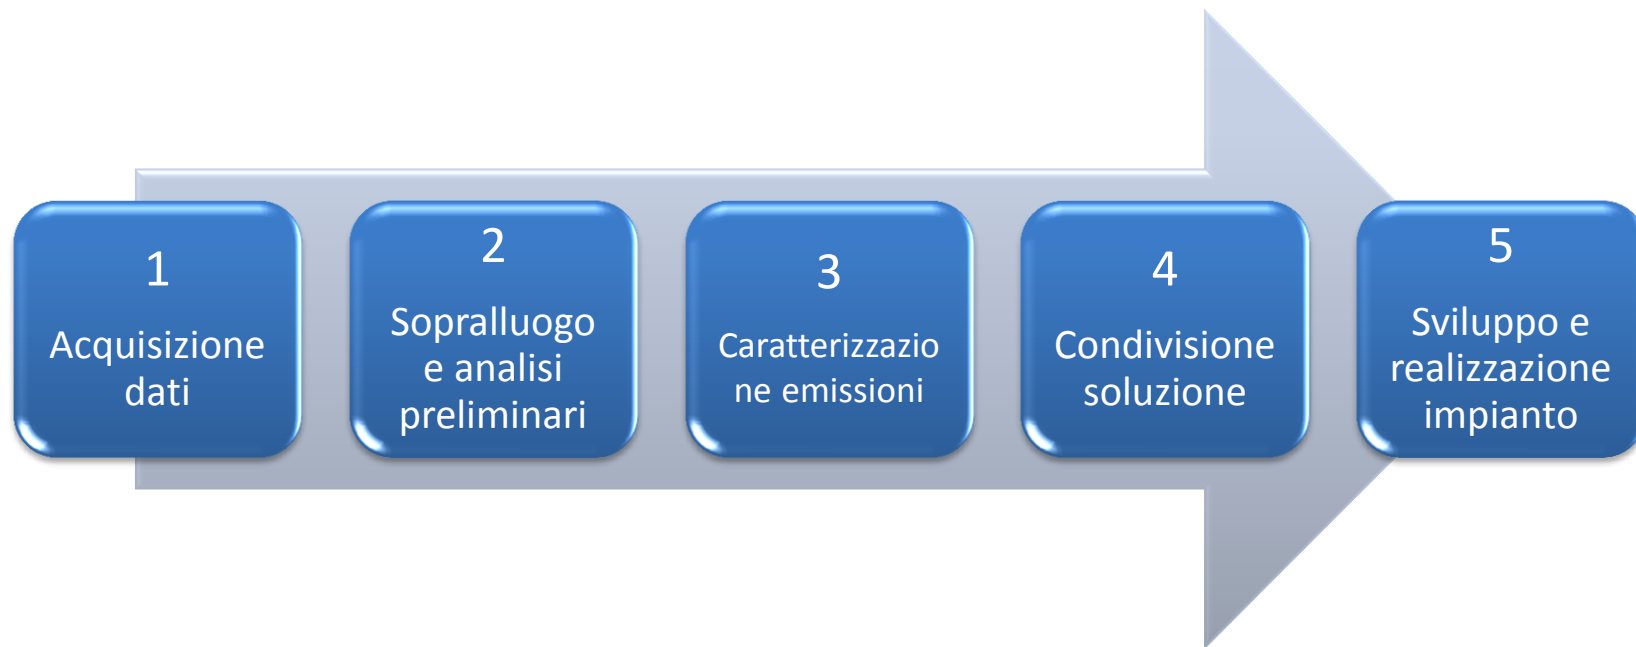 1
Acquisizione
dati
2
Sopralluogo
e analisi
preliminari
3
Caratterizzazio
ne emissioni
4
Condivisione
soluzione
5
Sviluppo e
realizzazione
impianto